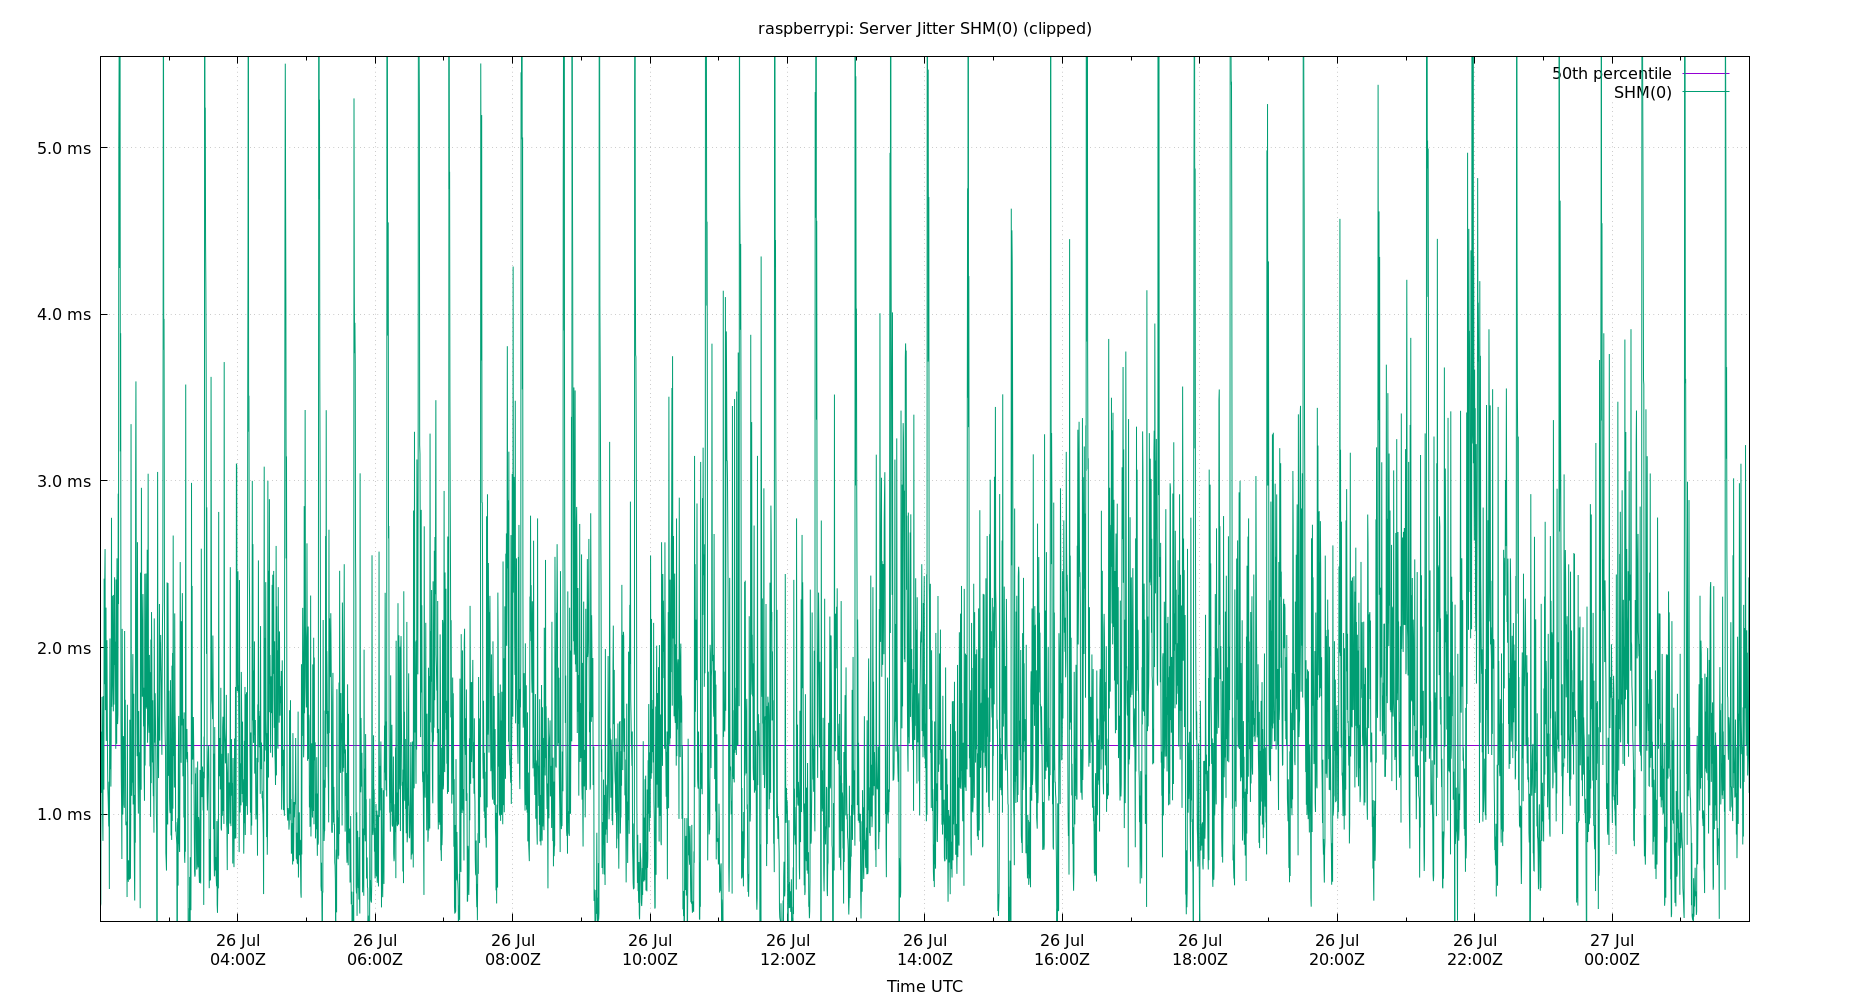 raspberrypi: Server Jitter SHM(0) (clipped)
50th percentile
SHM(0)
5.0 ms
4.0 ms
3.0 ms
2.0 ms
1.0 ms
26 Jul 26 Jul 26 Jul 26 Jul 26 Jul 26 Jul 26 Jul 26 Jul 26 Jul 26 Jul 27 Jul
04:00Z 06:00Z 08:00Z 10:00Z 12:00Z 14:00Z 16:00Z 18:00Z 20:00Z 22:00Z 00:00Z
Time UTC